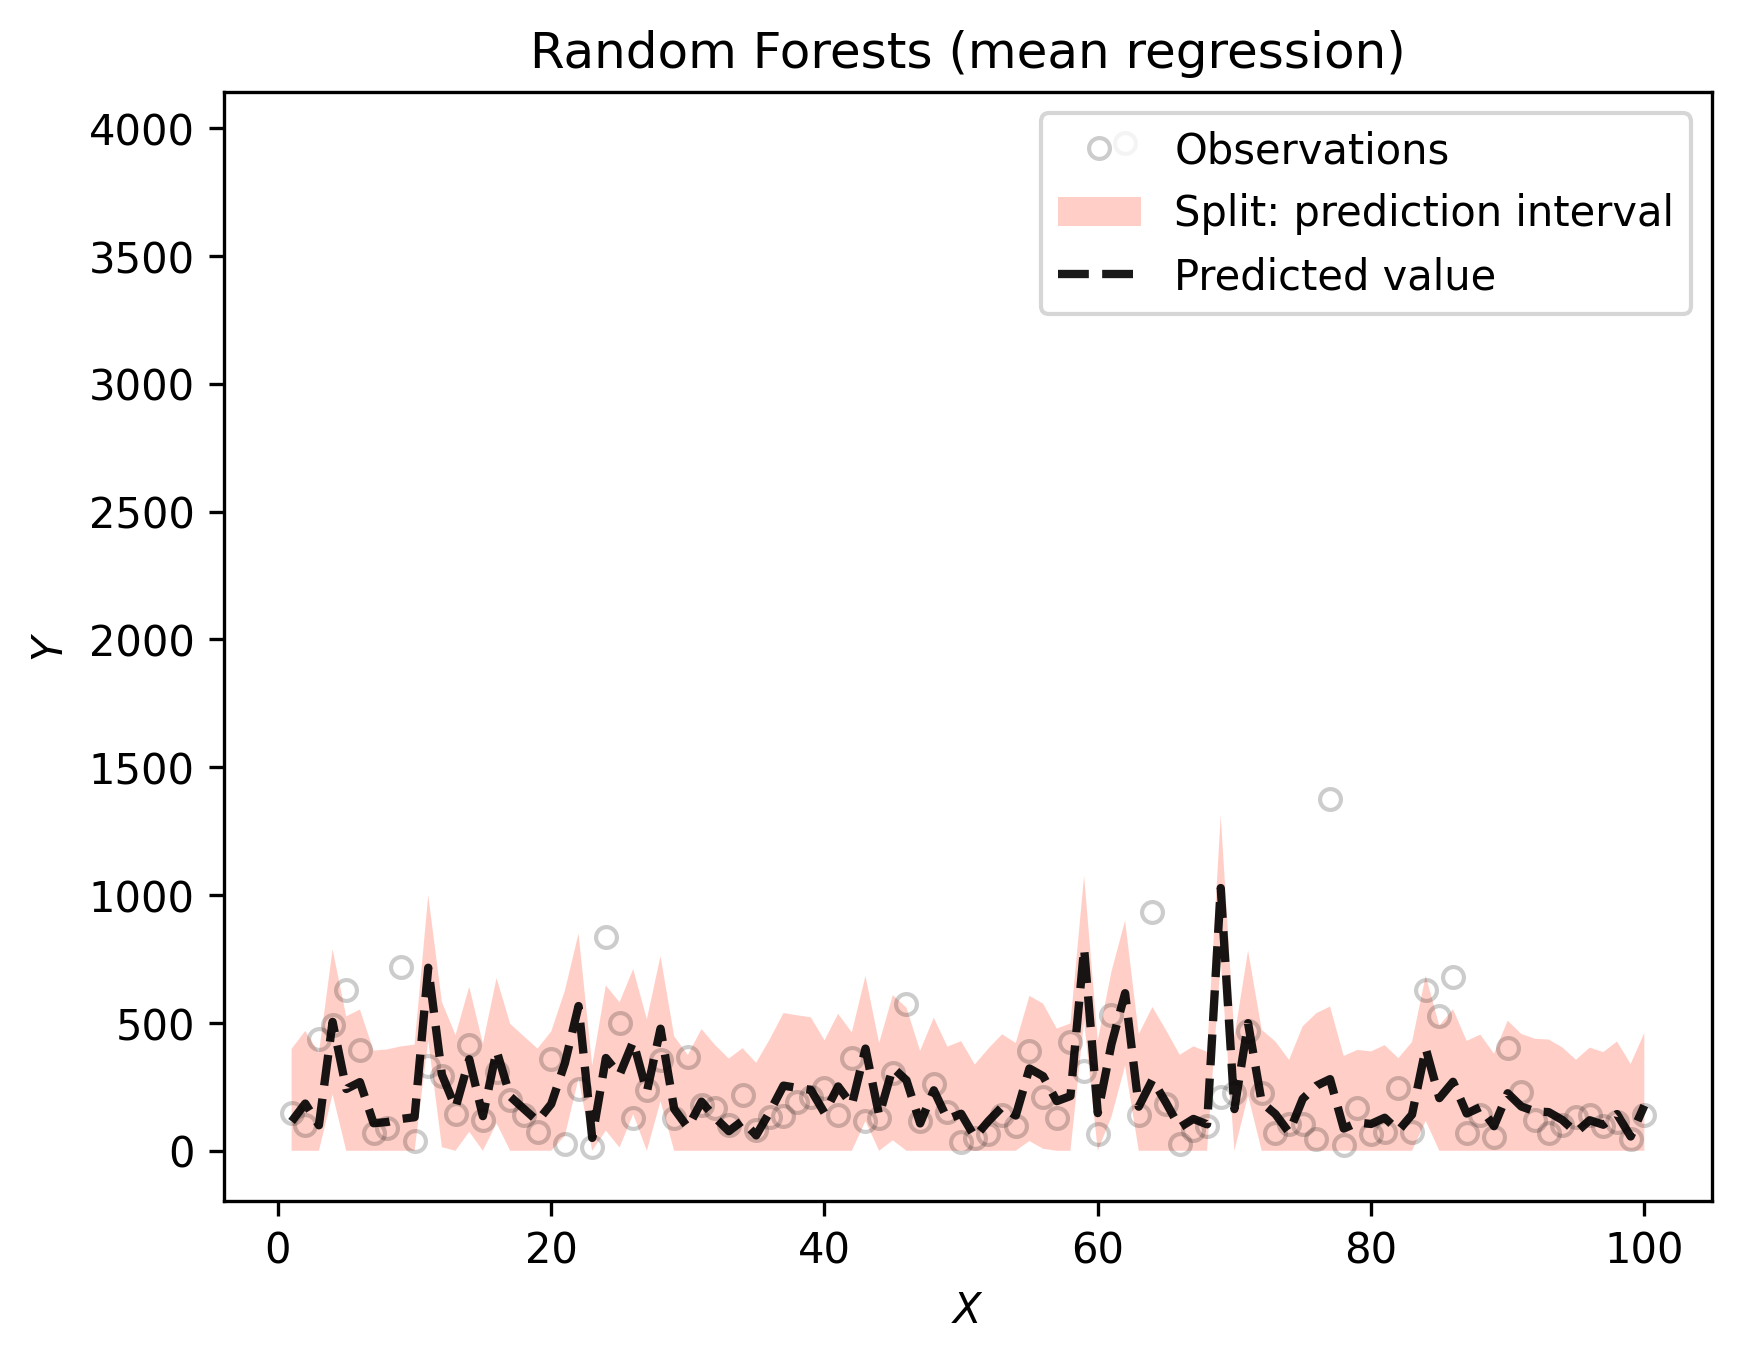 Random Forests (mean regression)
Observations
Split: prediction interval
Predicted value
4000
3500
3000
2500
2000
1500
1000
500
0
Y
0 20 40 60 80 100
X